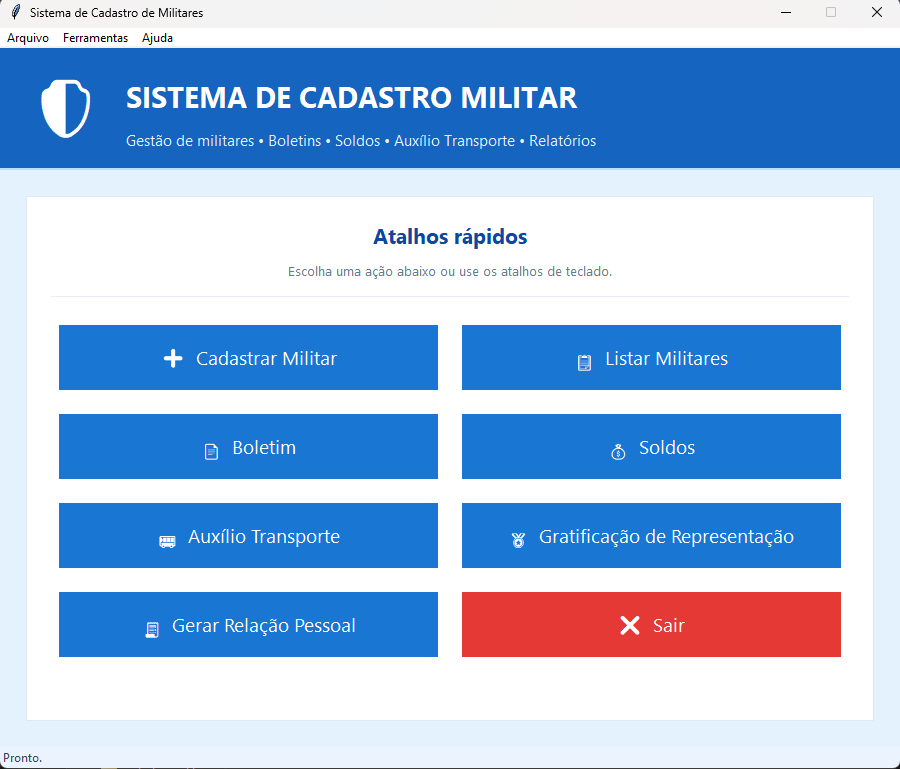 Sistema de Cadastro de Militares
Arquivo Ferramentas Ajuda
SISTEMA DE CADASTRO MILITAR
Gestão de militares • Boletins • Soldos • Auxílio Transporte • Relatórios
Atalhos rápidos
Escolha uma ação abaixo ou use os atalhos de teclado.
Cadastrar Militar
Listar Militares
Boletim
Soldos
Auxílio Transporte
Gratificação de Representação
Gerar Relação Pessoal
Sair
Pronto.